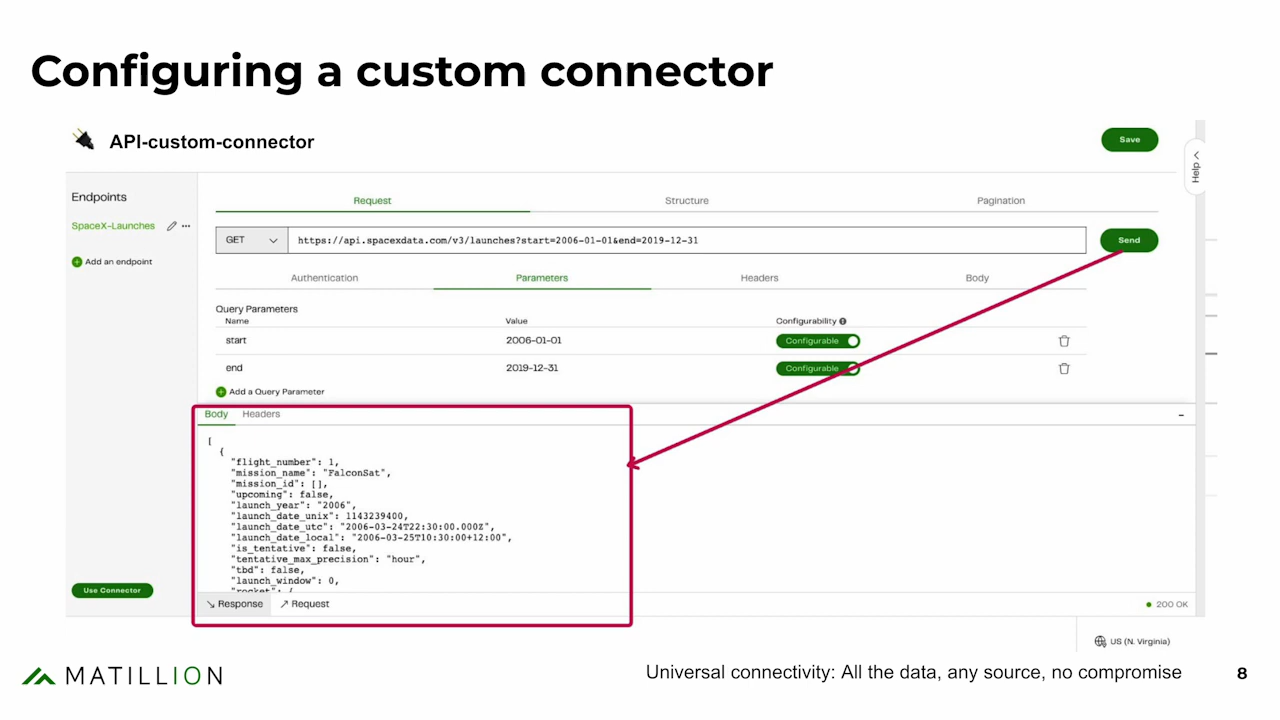 Configuring a custom connector
API-custom-connector
Save
Help
Endpoints
SpaceX-Launches
Add an endpoint
Use Connector
Request
Structure
Pagination
GET
https://api.spacexdata.com/v3/launches?start=2006-01-01&end=2019-12-31
Send
Authentication
Parameters
Headers
Body
Query Parameters
Name
Value
Configurability
start
2006-01-01
Configurable
end
2019-12-31
Configurable
Add a Query Parameter
Body
Headers
[
{
"flight_number": 1,
"mission_name": "FalconSat",
"mission_id": [],
"upcoming": false,
"launch_year": "2006",
"launch_date_unix": 1143239400,
"launch_date_utc": "2006-03-24T22:30:00.000Z",
"launch_date_local": "2006-03-25T10:30:00+12:00",
"is_tentative": false,
"tentative_max_precision": "hour",
"tbd": false,
"launch_window": 0,
"rocket": {
Response
Request
200 OK
US (N. Virginia)
MATILLION
Universal connectivity: All the data, any source, no compromise
8